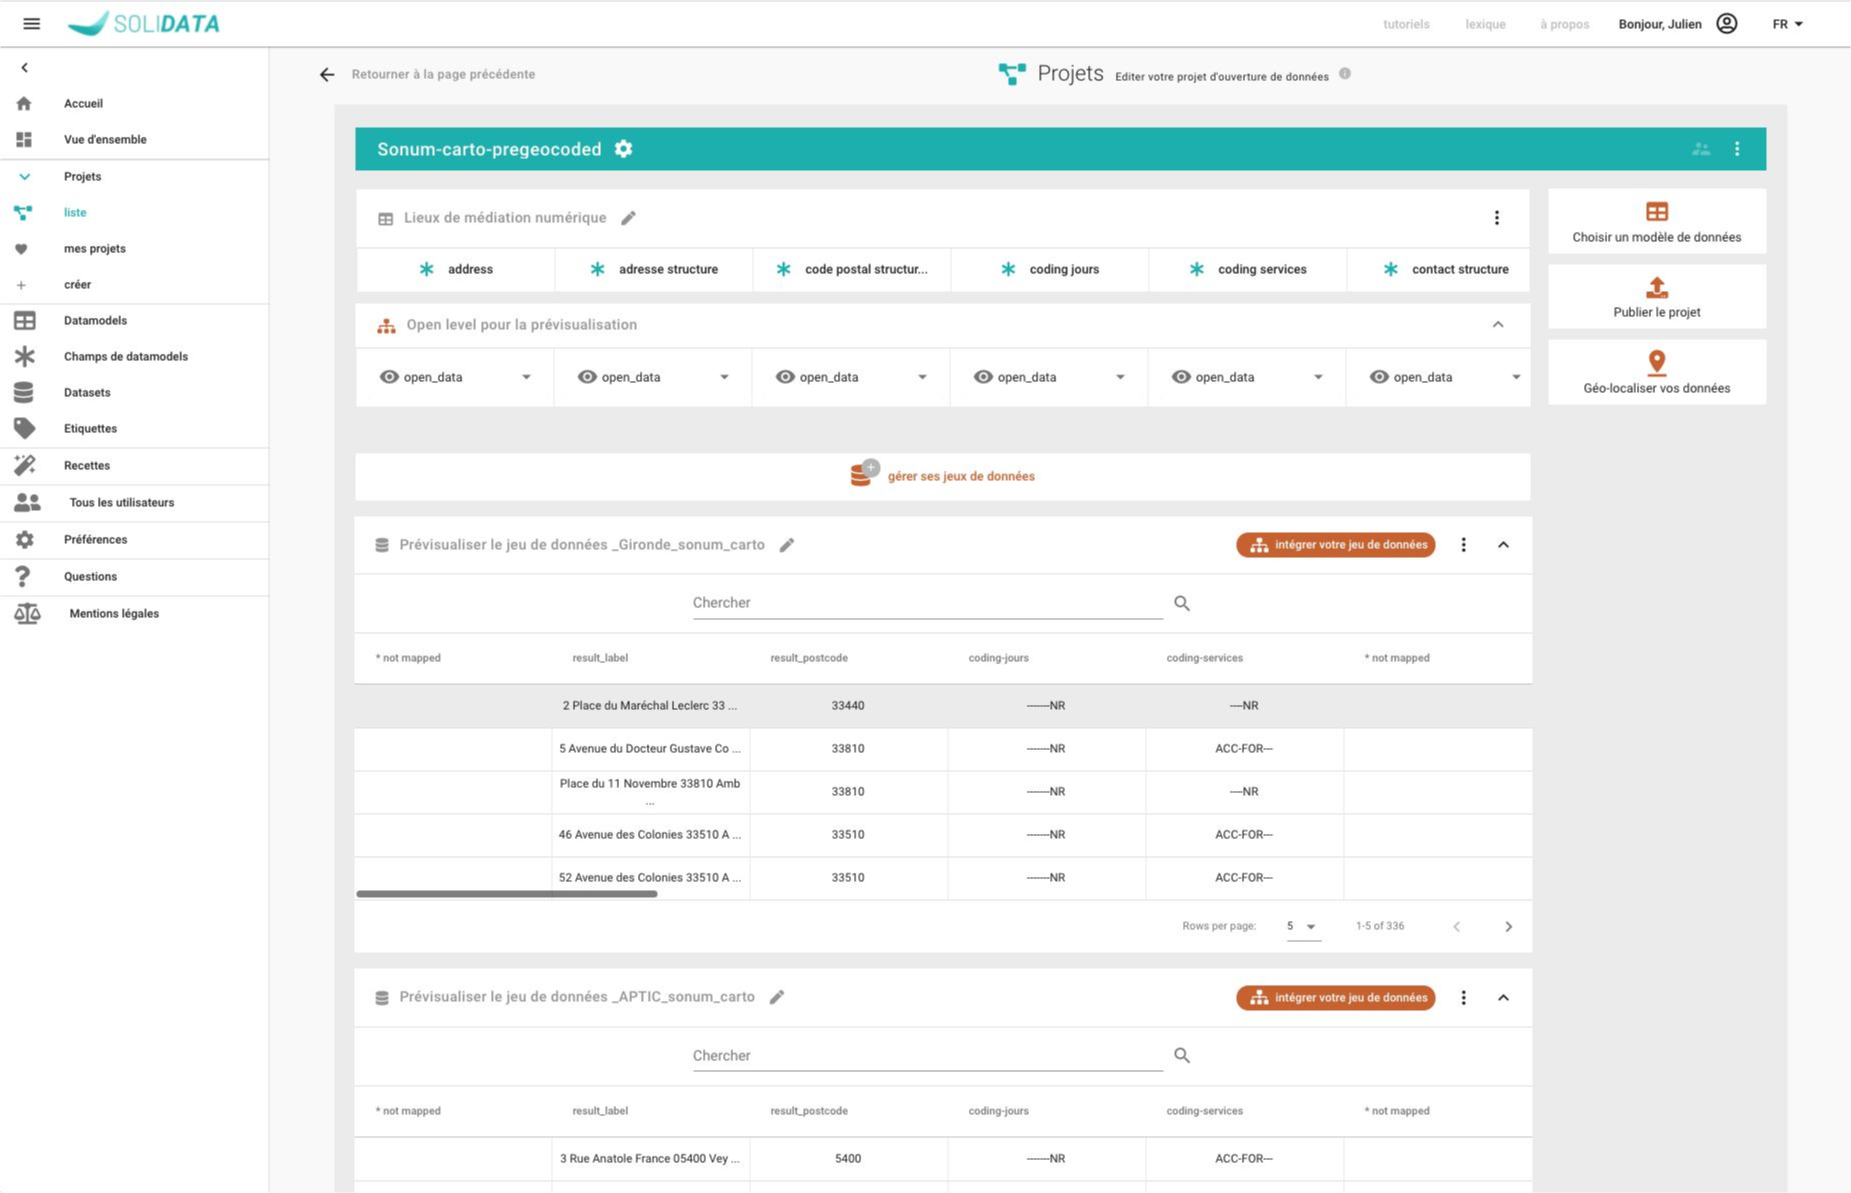 SOLIDATA
tutoriels
lexique
à propos
Bonjour, Julien
FR
Accueil
Vue d'ensemble
Projets
liste
mes projets
créer
Datamodels
Champs de datamodels
Datasets
Etiquettes
Recettes
Tous les utilisateurs
Préférences
Questions
Mentions légales
Retourner à la page précédente
Projets Editer votre projet d'ouverture de données
Sonum-carto-pregeocoded
Lieux de médiation numérique
address
adresse structure
code postal structur...
coding jours
coding services
contact structure
Open level pour la prévisualisation
open_data
open_data
open_data
open_data
open_data
open_data
Choisir un modèle de données
Publier le projet
Géo-localiser vos données
gérer ses jeux de données
Prévisualiser le jeu de données _Gironde_sonum_carto
intégrer votre jeu de données
Chercher
* not mapped result_label result_postcode coding-jours coding-services * not mapped
2 Place du Maréchal Leclerc 33 ... 33440 -------NR ----NR
5 Avenue du Docteur Gustave Co ... 33810 -------NR ACC-FOR---
Place du 11 Novembre 33810 Amb
... 33810 -------NR ----NR
46 Avenue des Colonies 33510 A ... 33510 -------NR ACC-FOR---
52 Avenue des Colonies 33510 A ... 33510 -------NR ACC-FOR---
Rows per page: 5 1-5 of 336
Prévisualiser le jeu de données _APTIC_sonum_carto
intégrer votre jeu de données
Chercher
* not mapped result_label result_postcode coding-jours coding-services * not mapped
3 Rue Anatole France 05400 Vey ... 5400 -------NR ACC-FOR---